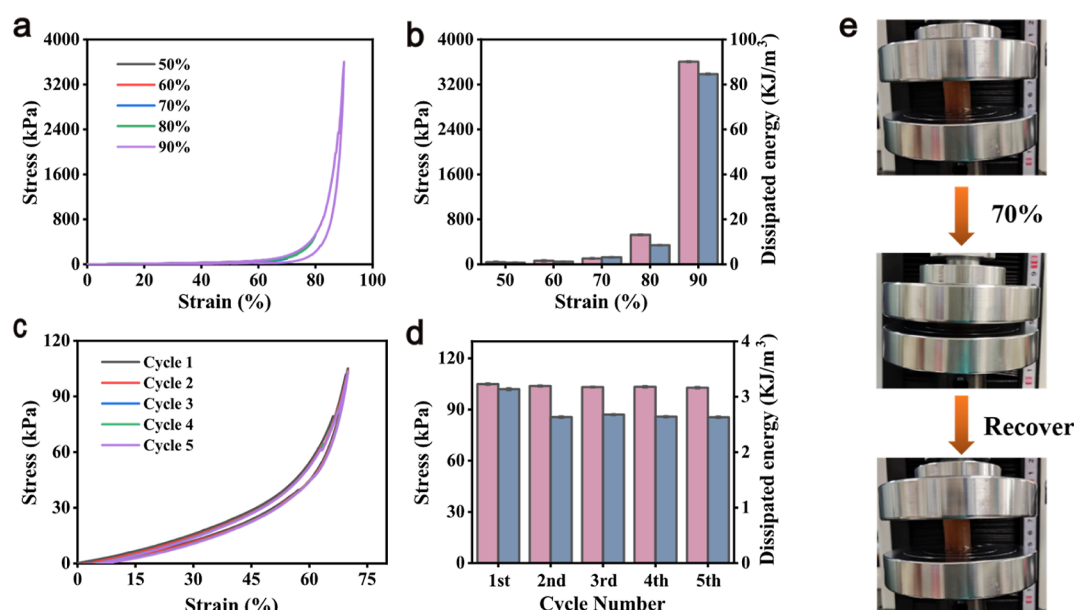 a
4000
3200
2400
1600
800
0
Stress (kPa)
50%
60%
70%
80%
90%
0 20 40 60 80 100
Strain (%)
b
4000
3200
2400
1600
800
0
Stress (kPa)
100
80
60
40
20
0
Dissipated energy (KJ/m³)
50 60 70 80 90
Strain (%)
c
120
90
60
30
0
Stress (kPa)
Cycle 1
Cycle 2
Cycle 3
Cycle 4
Cycle 5
0 15 30 45 60 75
Strain (%)
d
120
90
60
30
0
Stress (kPa)
4
3
2
1
0
Dissipated energy (KJ/m³)
1st 2nd 3rd 4th 5th
Cycle Number
e
70%
Recover